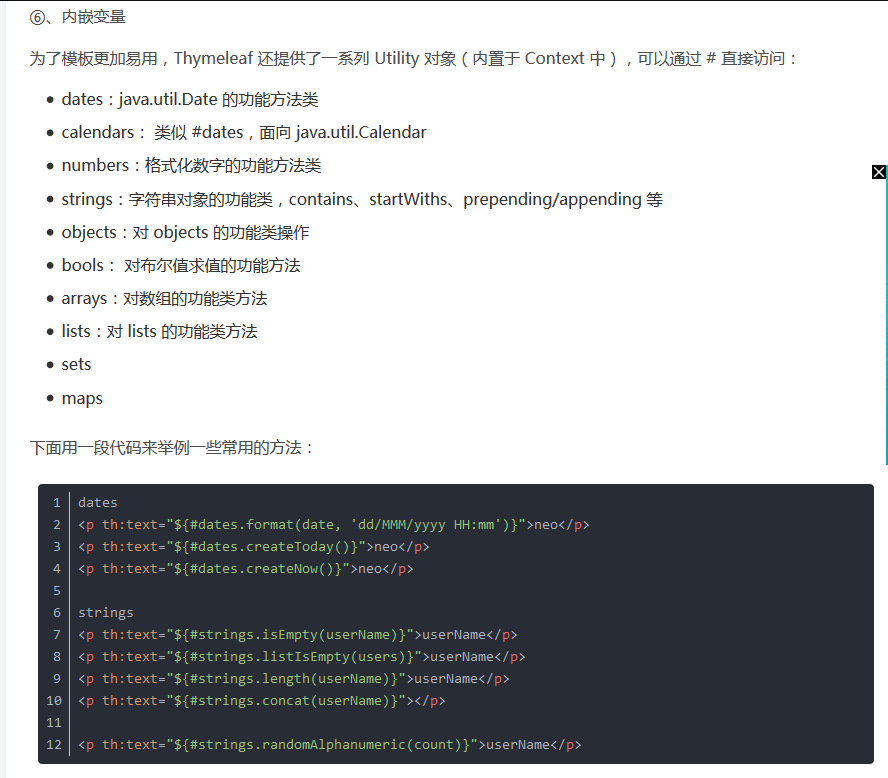 ⑥、内嵌变量
为了模板更加易用，Thymeleaf 还提供了一系列 Utility 对象（内置于 Context 中），可以通过 # 直接访问：
• dates：java.util.Date 的功能方法类
• calendars： 类似 #dates，面向 java.util.Calendar
• numbers：格式化数字的功能方法类
• strings：字符串对象的功能类，contains、startWiths、prepending/appending 等
• objects：对 objects 的功能类操作
• bools： 对布尔值求值的功能方法
• arrays：对数组的功能类方法
• lists：对 lists 的功能类方法
• sets
• maps
下面用一段代码来举例一些常用的方法：
1 dates
2 <p th:text="${#dates.format(date, 'dd/MMM/yyyy HH:mm')}">neo</p>
3 <p th:text="${#dates.createToday()}">neo</p>
4 <p th:text="${#dates.createNow()}">neo</p>
5
6 strings
7 <p th:text="${#strings.isEmpty(userName)}">userName</p>
8 <p th:text="${#strings.listIsEmpty(users)}">userName</p>
9 <p th:text="${#strings.length(userName)}">userName</p>
10 <p th:text="${#strings.concat(userName)}"></p>
11
12 <p th:text="${#strings.randomAlphanumeric(count)}">userName</p>